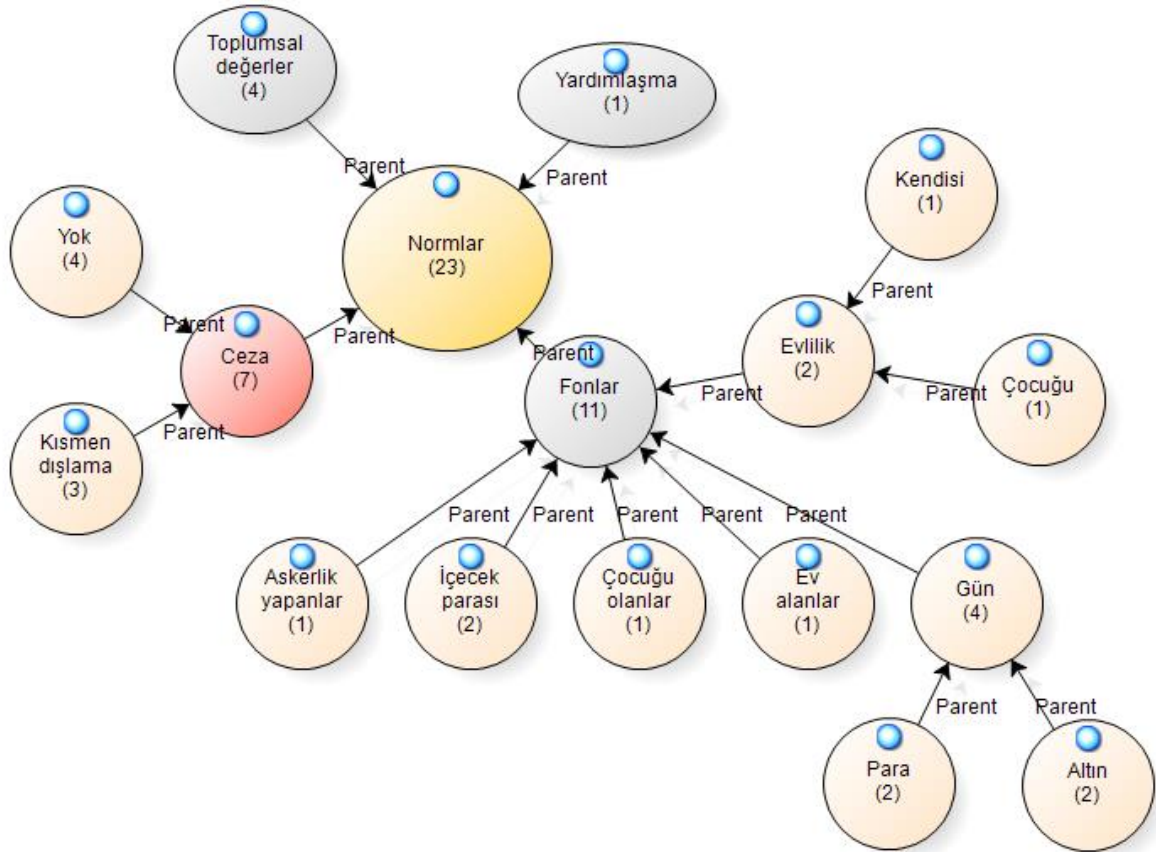 Toplumsal
değerler
(4)
Yardımlaşma
(1)
Parent
Parent
Kendisi
(1)
Yok
(4)
Normlar
(23)
Parent
Parent
Parent
Ceza
(7)
Parent
Evlilik
(2)
Fonlar
(11)
Parent
Parent
Çocuğu
(1)
Parent
Kısmen
dışlama
(3)
Parent
Parent
Parent
Parent
Parent
Askerlik
yapanlar
(1)
İçecek
parası
(2)
Çocuğu
olanlar
(1)
Ev
alanlar
(1)
Gün
(4)
Parent
Parent
Para
(2)
Altın
(2)